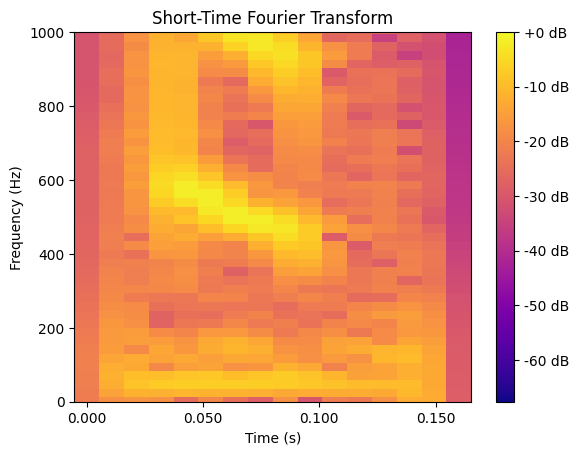 Short-Time Fourier Transform
1000
800
600
400
200
0
Frequency (Hz)
0.000
0.050
0.100
0.150
Time (s)
+0 dB
-10 dB
-20 dB
-30 dB
-40 dB
-50 dB
-60 dB